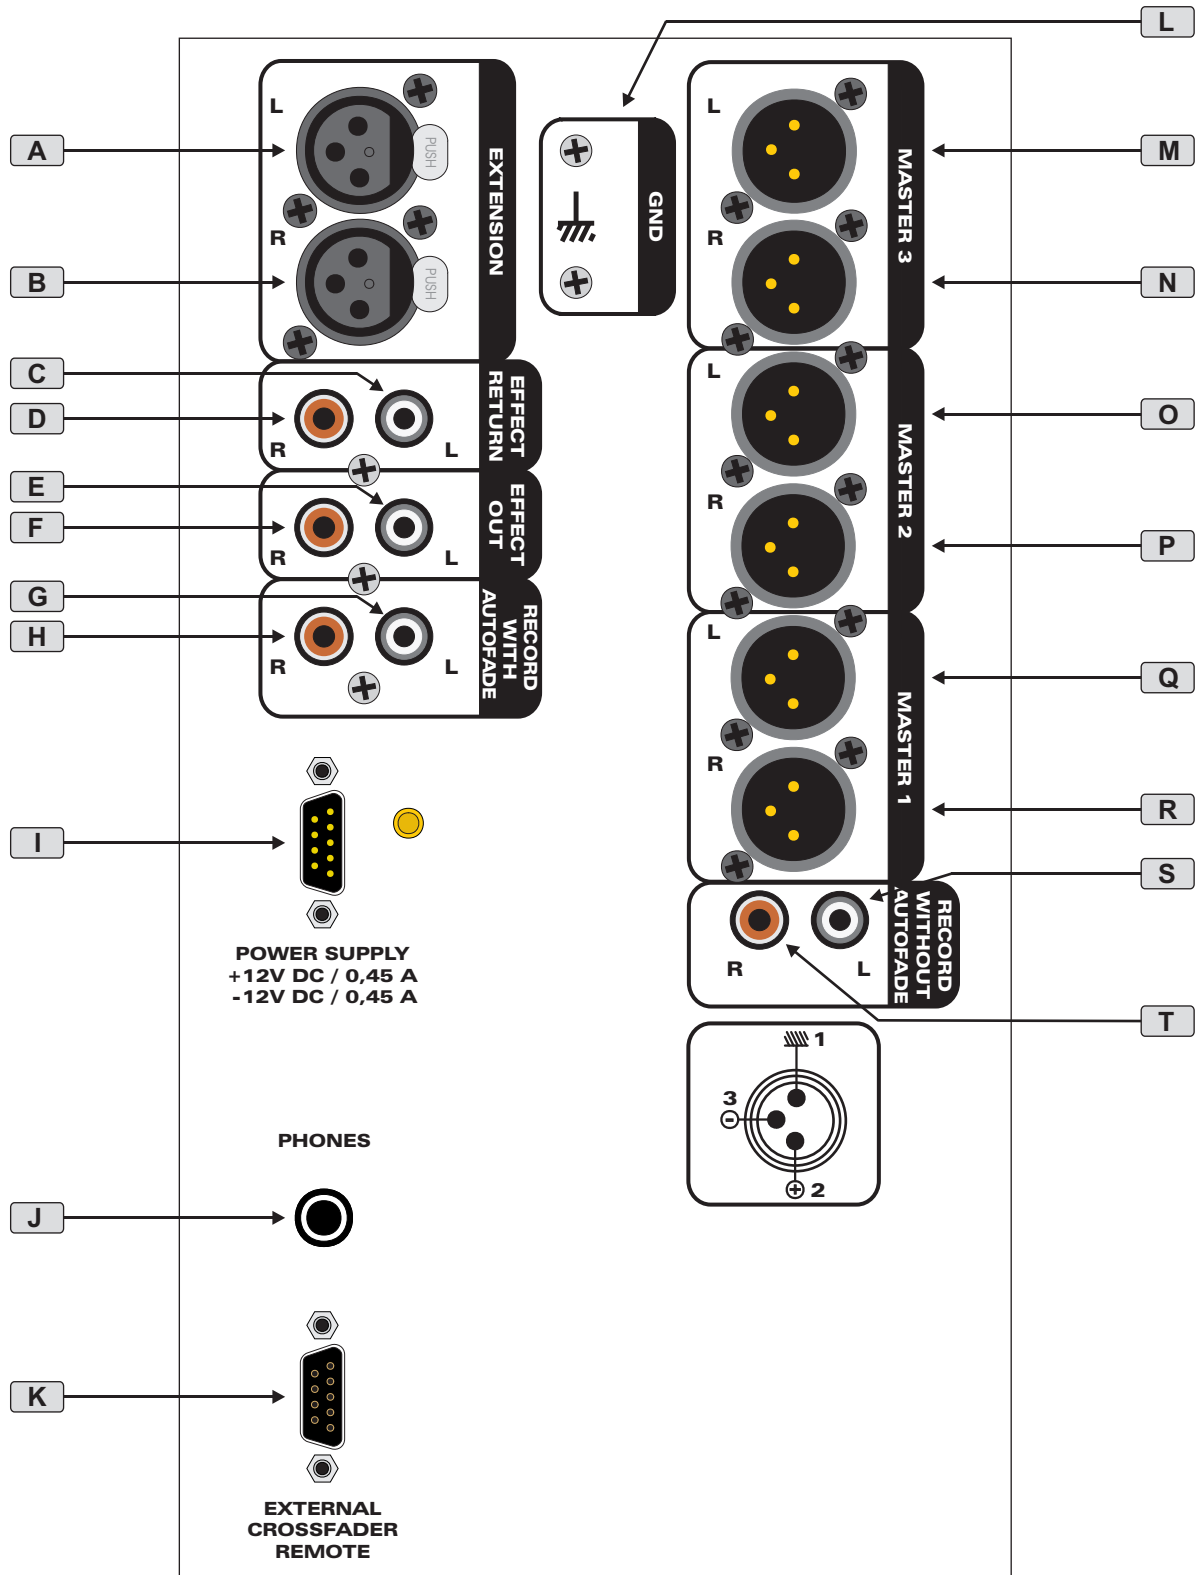 L
A
L
PUSH
R
B
PUSH
EXTENSION
GND
L
R
MASTER 3
M
N
C
D
R
L
EFFECT
RETURN
E
F
R
L
EFFECT
OUT
G
H
R
L
RECORD
WITH
AUTOFADE
L
R
MASTER 2
O
P
L
R
MASTER 1
Q
R
S
R
L
RECORD
WITHOUT
AUTOFADE
T
I
POWER SUPPLY
+12V DC / 0,45 A
-12V DC / 0,45 A
1
3
-
+
2
PHONES
J
K
EXTERNAL
CROSSFADER
REMOTE